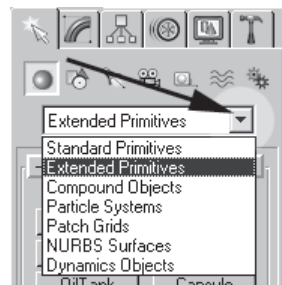 Extended Primitives
Standard Primitives
Extended Primitives
Compound Objects
Particle Systems
Patch Grids
NURBS Surfaces
Dynamics Objects
OilTank Capsule